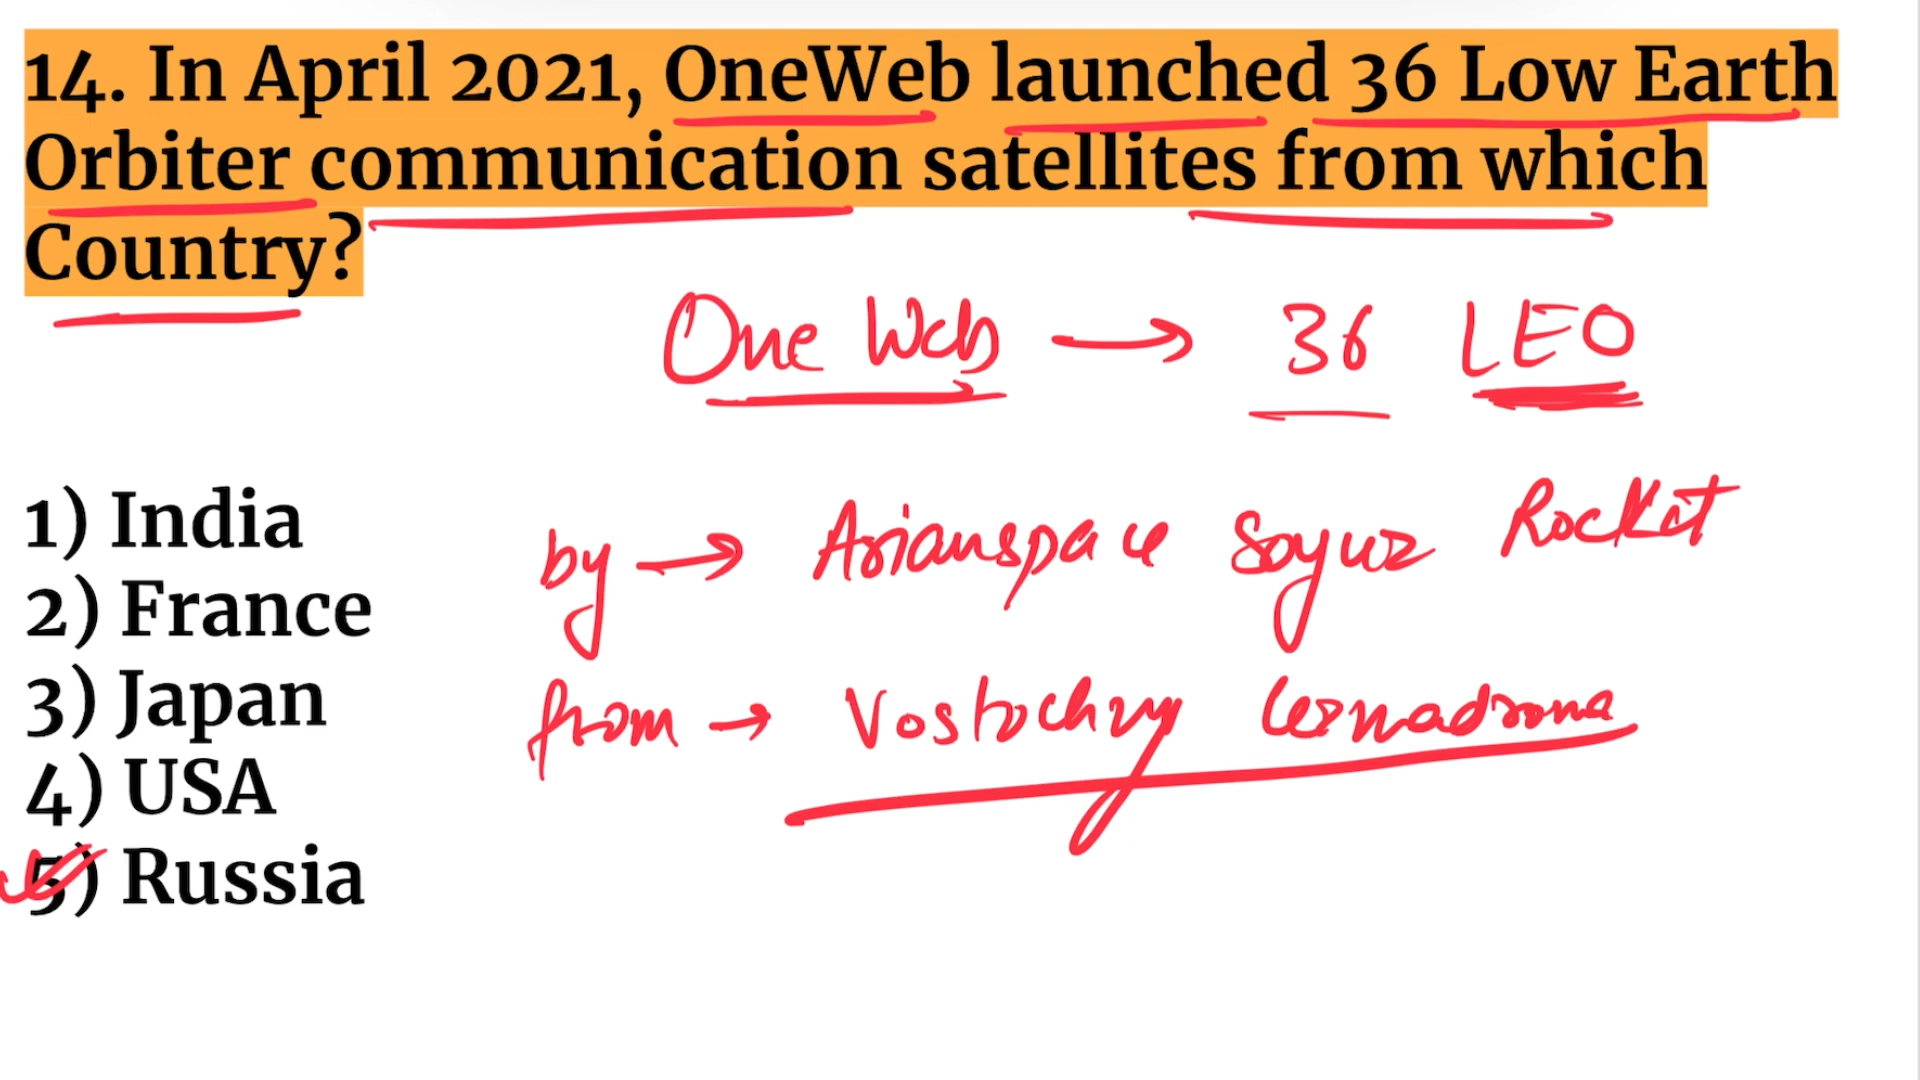 14. In April 2021, OneWeb launched 36 Low Earth
Orbiter communication satellites from which
Country?
One Web → 36 LEO
1) India
by → Arianspace Soyuz Rocket
2) France
3) Japan
from → Vostochny
4) USA
5) Russia